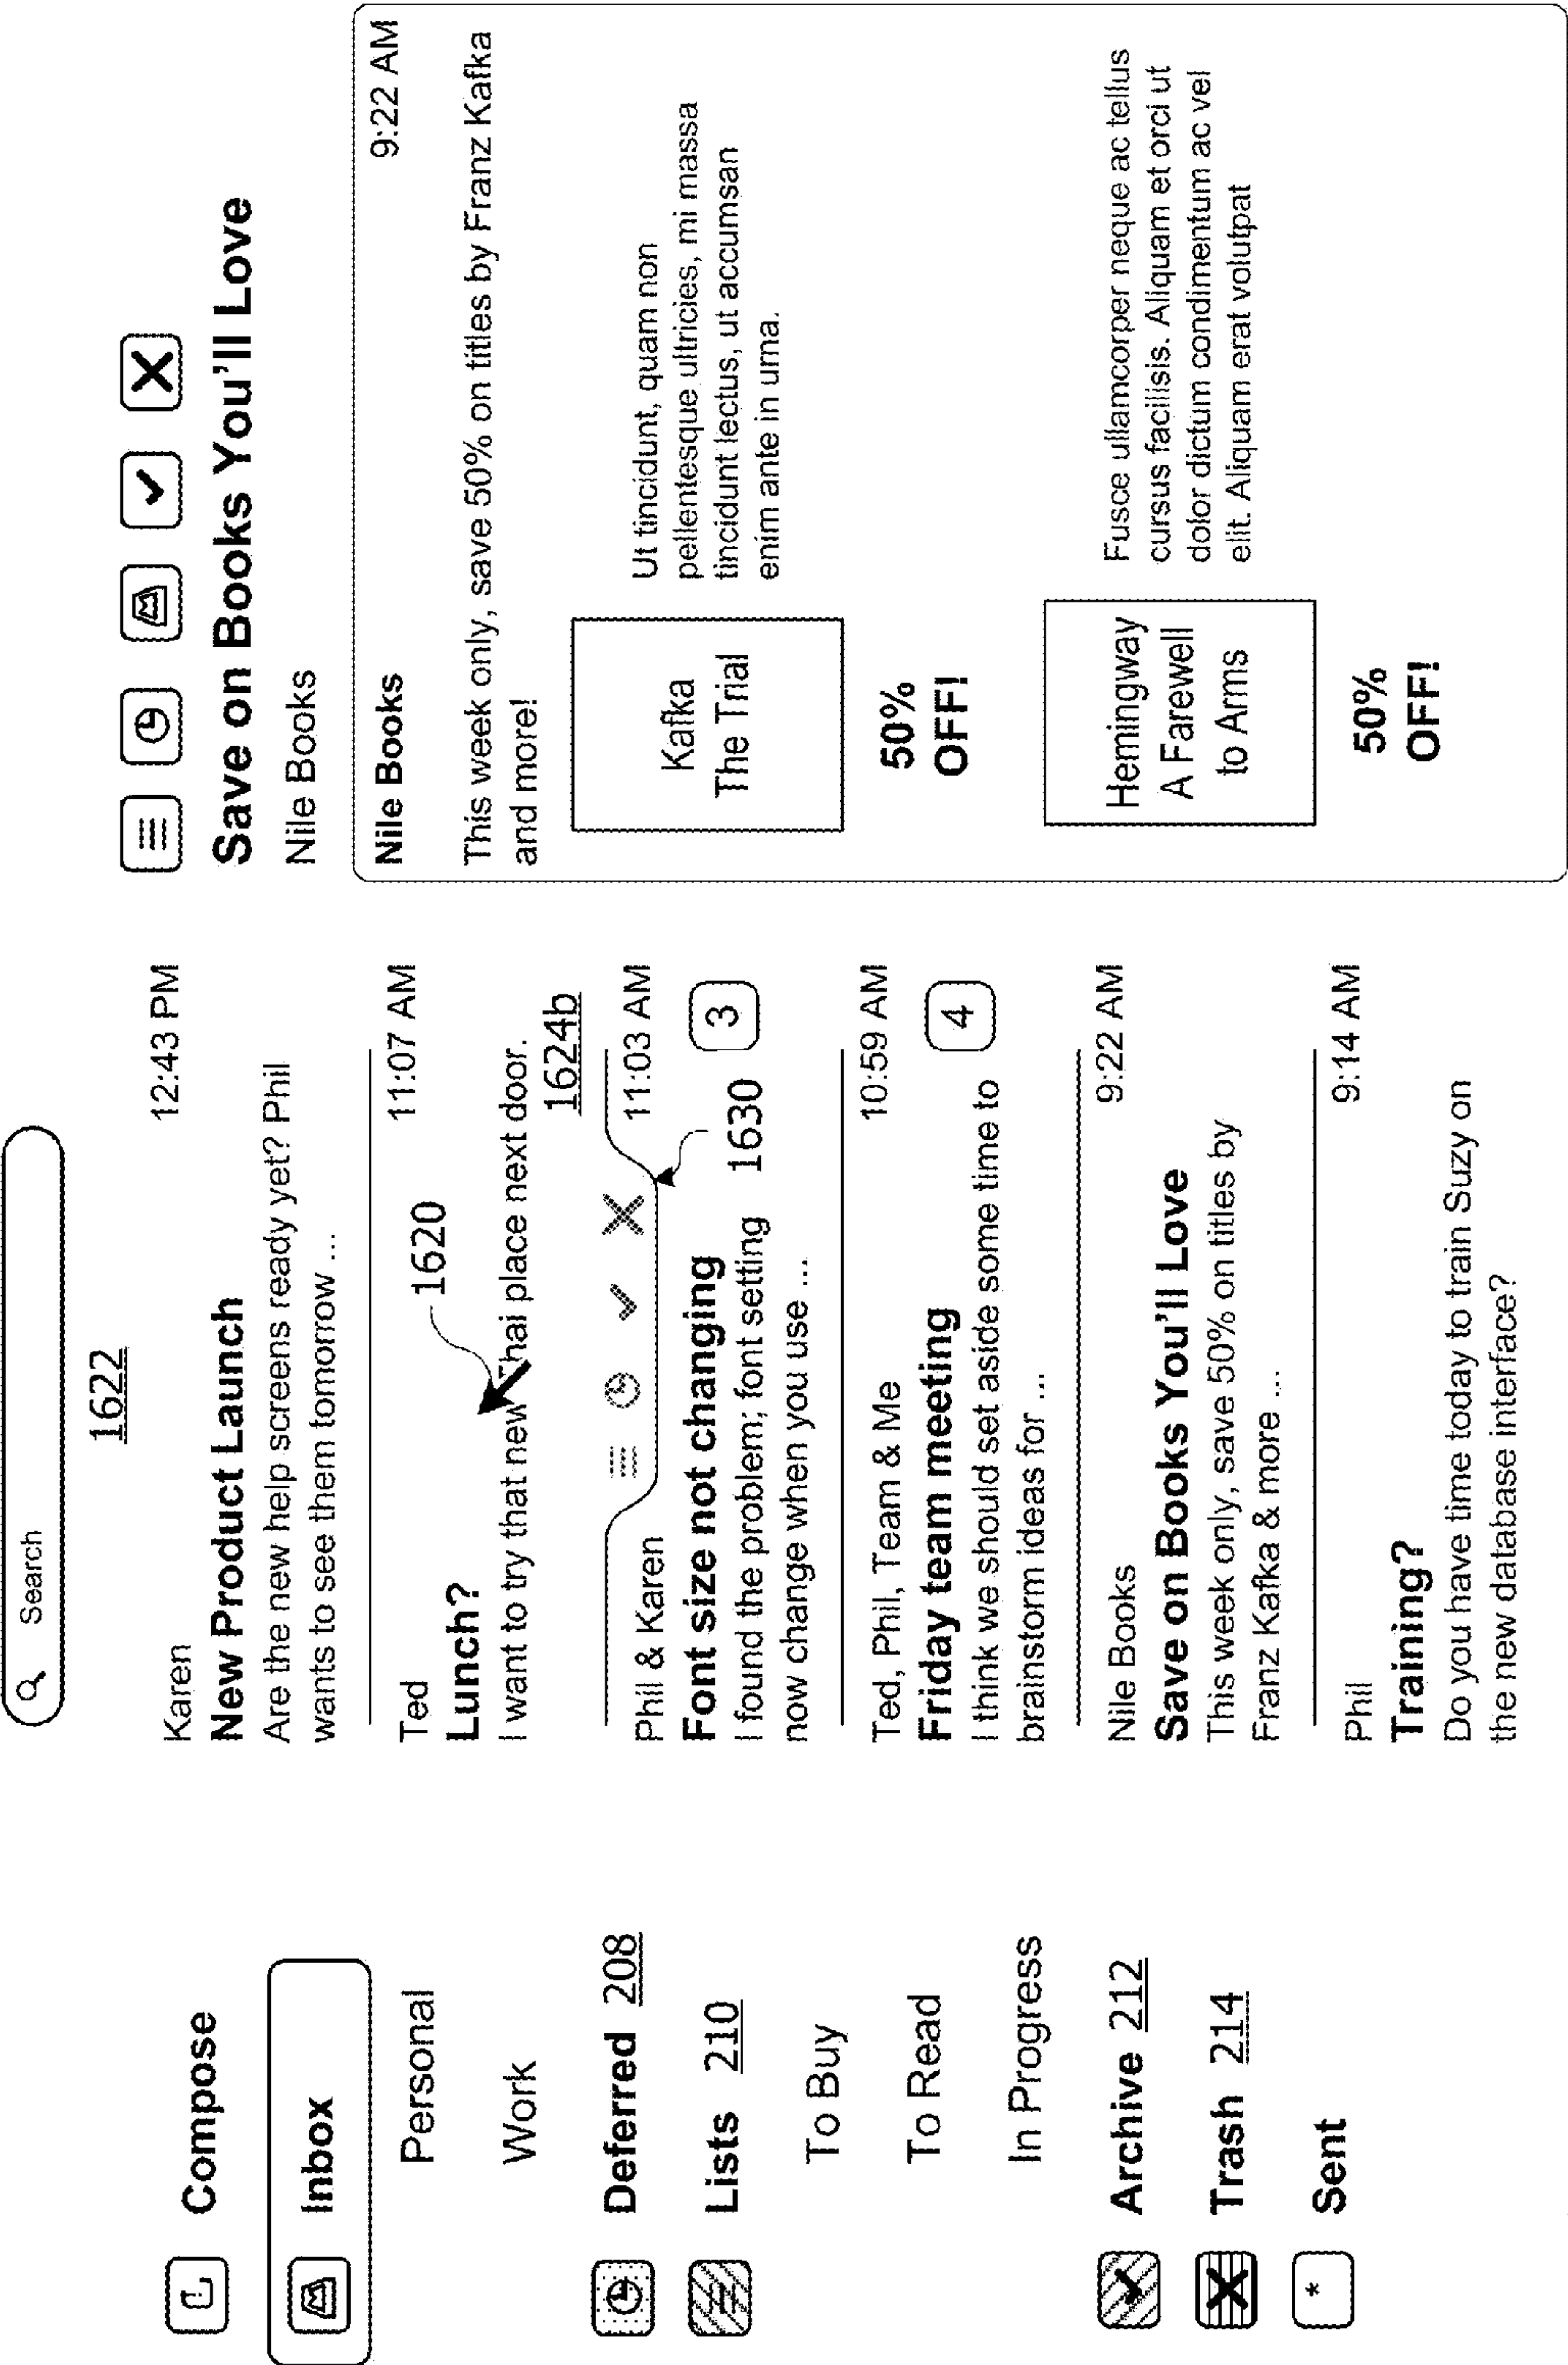 Search
Compose
Inbox
Personal
Work
Deferred 208
Lists 210
To Buy
To Read
In Progress
Archive 212
Trash 214
* Sent
1622
Karen 12:43 PM
New Product Launch
Are the new help screens ready yet? Phil
wants to see them tomorrow ...
Ted 11:07 AM
1620
Lunch?
I want to try that new Thai place next door.
1624b
Phil & Karen 11:03 AM
Font size not changing 3
I found the problem; font setting 1630
now change when you use ...
Ted, Phil, Team & Me 10:59 AM
Friday team meeting 4
I think we should set aside some time to
brainstorm ideas for ...
Nile Books 9:22 AM
Save on Books You'll Love
This week only, save 50% on titles by
Franz Kafka & more ...
Phil 9:14 AM
Training?
Do you have time today to train Suzy on
the new database interface?
Save on Books You'll Love
Nile Books
Nile Books 9:22 AM
This week only, save 50% on titles by Franz Kafka
and more!
Kafka
The Trial
50%
OFF!
Ut tincidunt, quam non
pellentesque ultricies, mi massa
tincidunt lectus, ut accumsan
enim ante in urna.
Hemingway
A Farewell
to Arms
50%
OFF!
Fusce ullamcorper neque ac tellus
cursus facilisis. Aliquam et orci ut
dolor dictum condimentum ac vel
elit. Aliquam erat volutpat